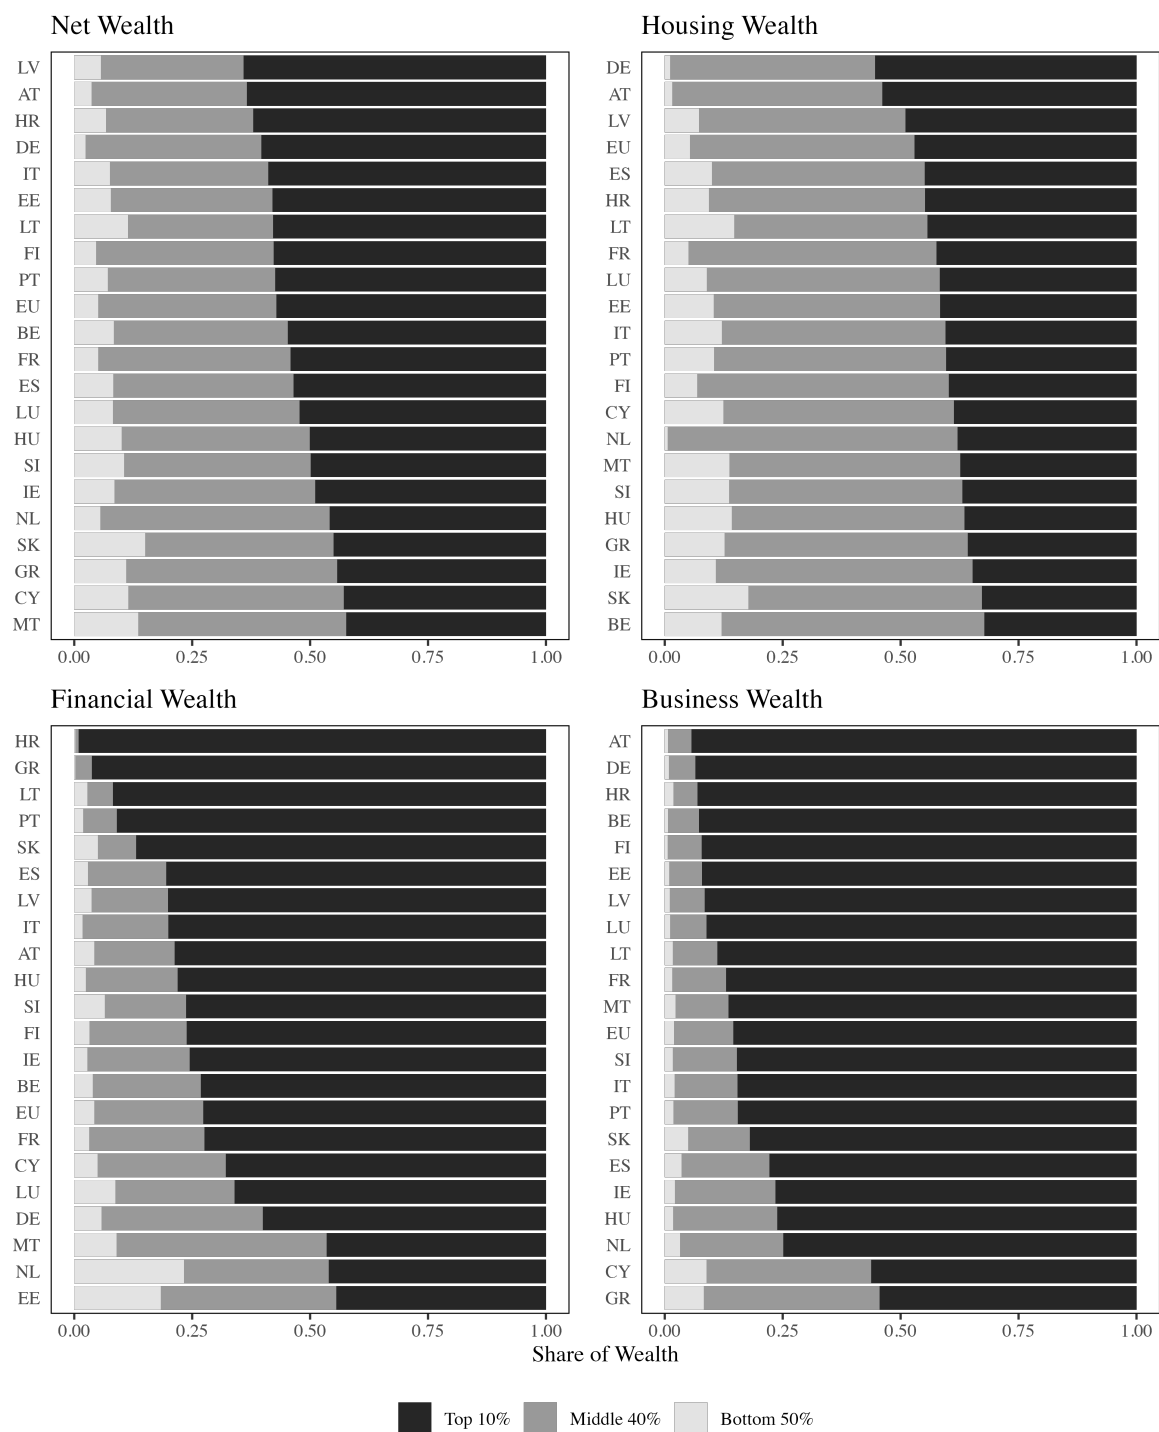 Net Wealth
LV
AT
HR
DE
IT
EE
LT
FI
PT
EU
BE
FR
ES
LU
HU
SI
IE
NL
SK
GR
CY
MT
0.00 0.25 0.50 0.75 1.00
Housing Wealth
DE
AT
LV
EU
ES
HR
LT
FR
LU
EE
IT
PT
FI
CY
NL
MT
SI
HU
GR
IE
SK
BE
0.00 0.25 0.50 0.75 1.00
Financial Wealth
HR
GR
LT
PT
SK
ES
LV
IT
AT
HU
SI
FI
IE
BE
EU
FR
CY
LU
DE
MT
NL
EE
0.00 0.25 0.50 0.75 1.00
Business Wealth
AT
DE
HR
BE
FI
EE
LV
LU
LT
FR
MT
EU
SI
IT
PT
SK
ES
IE
HU
NL
CY
GR
0.00 0.25 0.50 0.75 1.00
Share of Wealth
Top 10% Middle 40% Bottom 50%